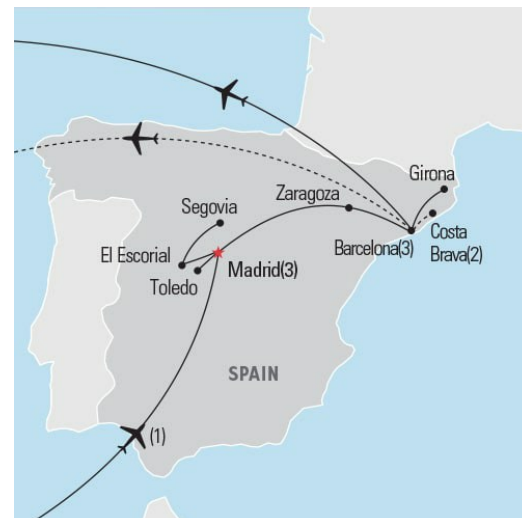 Girona
Zaragoza
Segovia
Costa
Brava(2)
Barcelona(3)
El Escorial
Madrid(3)
Toledo
SPAIN
(1)